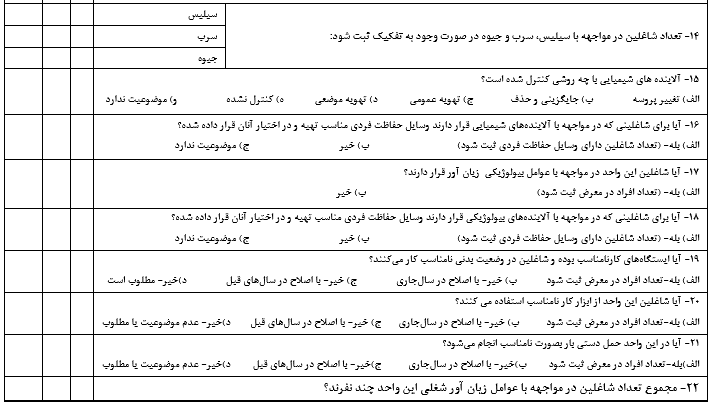 ۱۴- تعداد شاغلین در مواجهه با سیلیس، سرب و جیوه در صورت وجود به تفکیک ثبت شود:
سیلیس
سرب
جیوه
۱۵- آلاینده های شیمیایی با چه روشی کنترل شده است؟
الف) تغییر پروسه ب) جایگزینی و حذف ج) تهویه عمومی د) تهویه موضعی ه) کنترل نشده و) موضوعیت ندارد
۱۶- آیا برای شاغلینی که در مواجهه با آلاینده‌های شیمیایی قرار دارند وسایل حفاظت فردی مناسب تهیه و در اختیار آنان قرار داده شده؟
الف) بله- (تعداد شاغلین دارای وسایل حفاظت فردی ثبت شود) ب) خیر ج) موضوعیت ندارد
۱۷- آیا شاغلین این واحد در مواجهه با عوامل بیولوژیکی زیان آور قرار دارند؟
الف) بله- (تعداد افراد در معرض ثبت شود) ب) خیر
۱۸- آیا برای شاغلینی که در مواجهه با آلاینده‌های بیولوژیکی قرار دارند وسایل حفاظت فردی مناسب تهیه و در اختیار آنان قرار داده شده؟
الف) بله- (تعداد شاغلین دارای وسایل حفاظت فردی ثبت شود) ب) خیر ج) موضوعیت ندارد
۱۹- آیا ایستگاه‌های کارنامناسب بوده و شاغلین در وضعیت بدنی نامناسب کار می‌کنند؟
الف) بله-تعداد افراد در معرض ثبت شود ب) خیر- با اصلاح در سال‌جاری ج) خیر- با اصلاح در سال‌های قبل د)خیر- مطلوب است
۲۰- آیا شاغلین این واحد از ابزار کار نامناسب استفاده می کنند؟
الف) بله-تعداد افراد در معرض ثبت شود ب) خیر- با اصلاح در سال‌جاری ج) خیر- با اصلاح در سال‌های قبل د)خیر- عدم موضوعیت یا مطلوب
۲۱- آیا در این واحد حمل دستی بار بصورت نامناسب انجام می‌شود؟
الف)بله-تعداد افراد در معرض ثبت شود ب)خیر- با اصلاح در سال‌جاری ج)خیر- با اصلاح در سال‌های قبل د)خیر- عدم موضوعیت یا مطلوب
۲۲- مجموع تعداد شاغلین در مواجهه با عوامل زیان آور شغلی این واحد چند نفرند؟